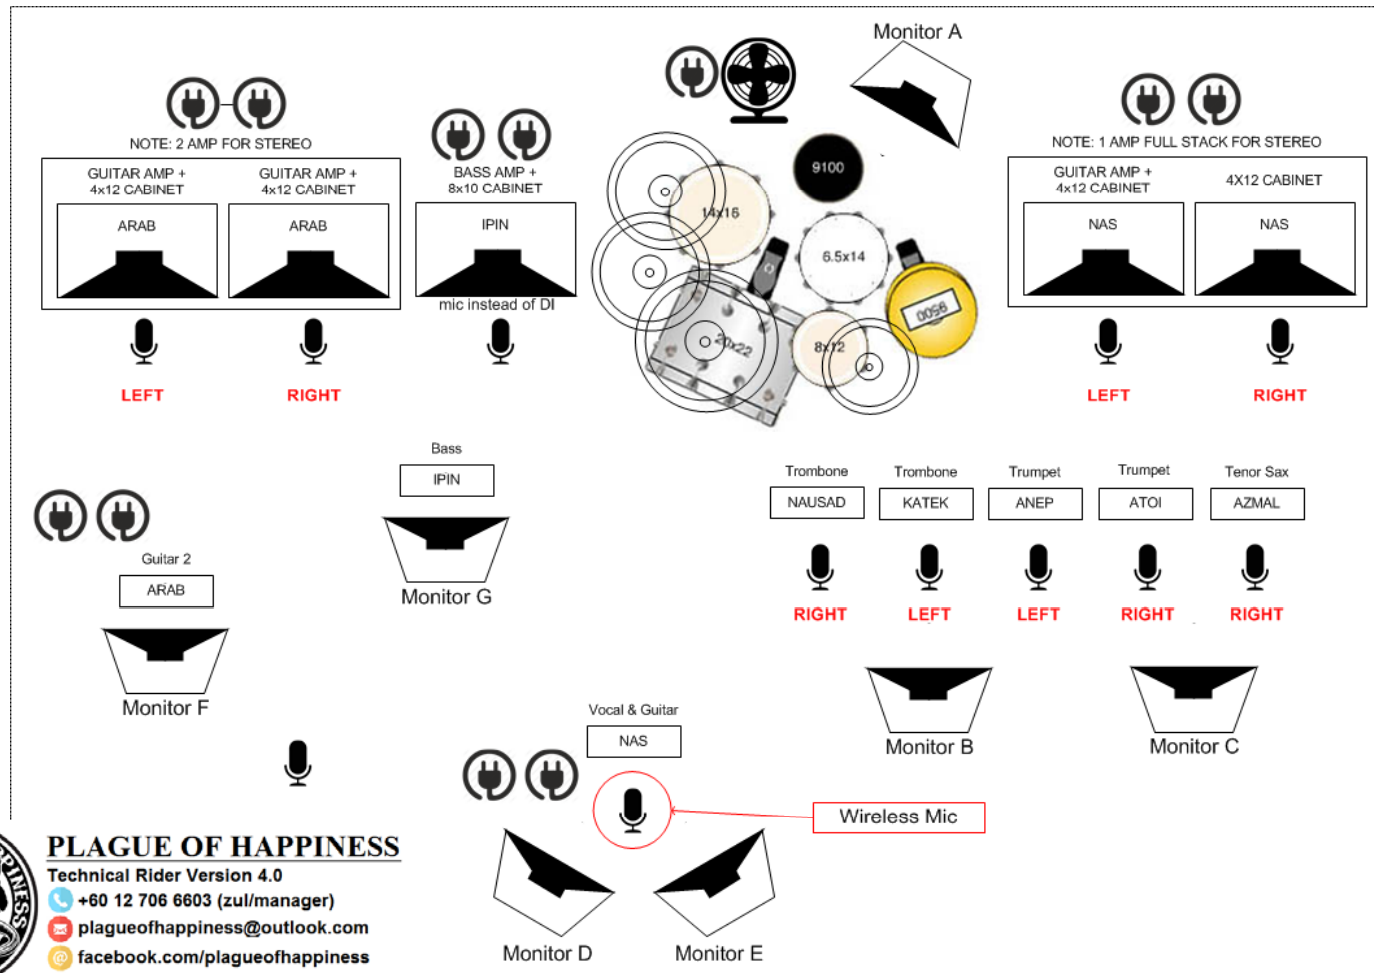 Monitor A
NOTE: 2 AMP FOR STEREO
NOTE: 1 AMP FULL STACK FOR STEREO
GUITAR AMP +
4x12 CABINET
GUITAR AMP +
4x12 CABINET
BASS AMP +
8x10 CABINET
GUITAR AMP +
4x12 CABINET
4X12 CABINET
ARAB
ARAB
IPIN
NAS
NAS
mic instead of DI
9100
14x16
6.5x14
9500
20x22
8x12
LEFT
RIGHT
LEFT
RIGHT
Bass
IPIN
Monitor G
Trombone
NAUSAD
Trombone
KATEK
Trumpet
ANEP
Trumpet
ATOI
Tenor Sax
AZMAL
RIGHT
LEFT
LEFT
RIGHT
RIGHT
Guitar 2
ARAB
Monitor F
Monitor B
Monitor C
Vocal & Guitar
NAS
Wireless Mic
Monitor D
Monitor E
PLAGUE OF HAPPINESS
Technical Rider Version 4.0
+60 12 706 6603 (zul/manager)
plagueofhappiness@outlook.com
@ facebook.com/plagueofhappiness